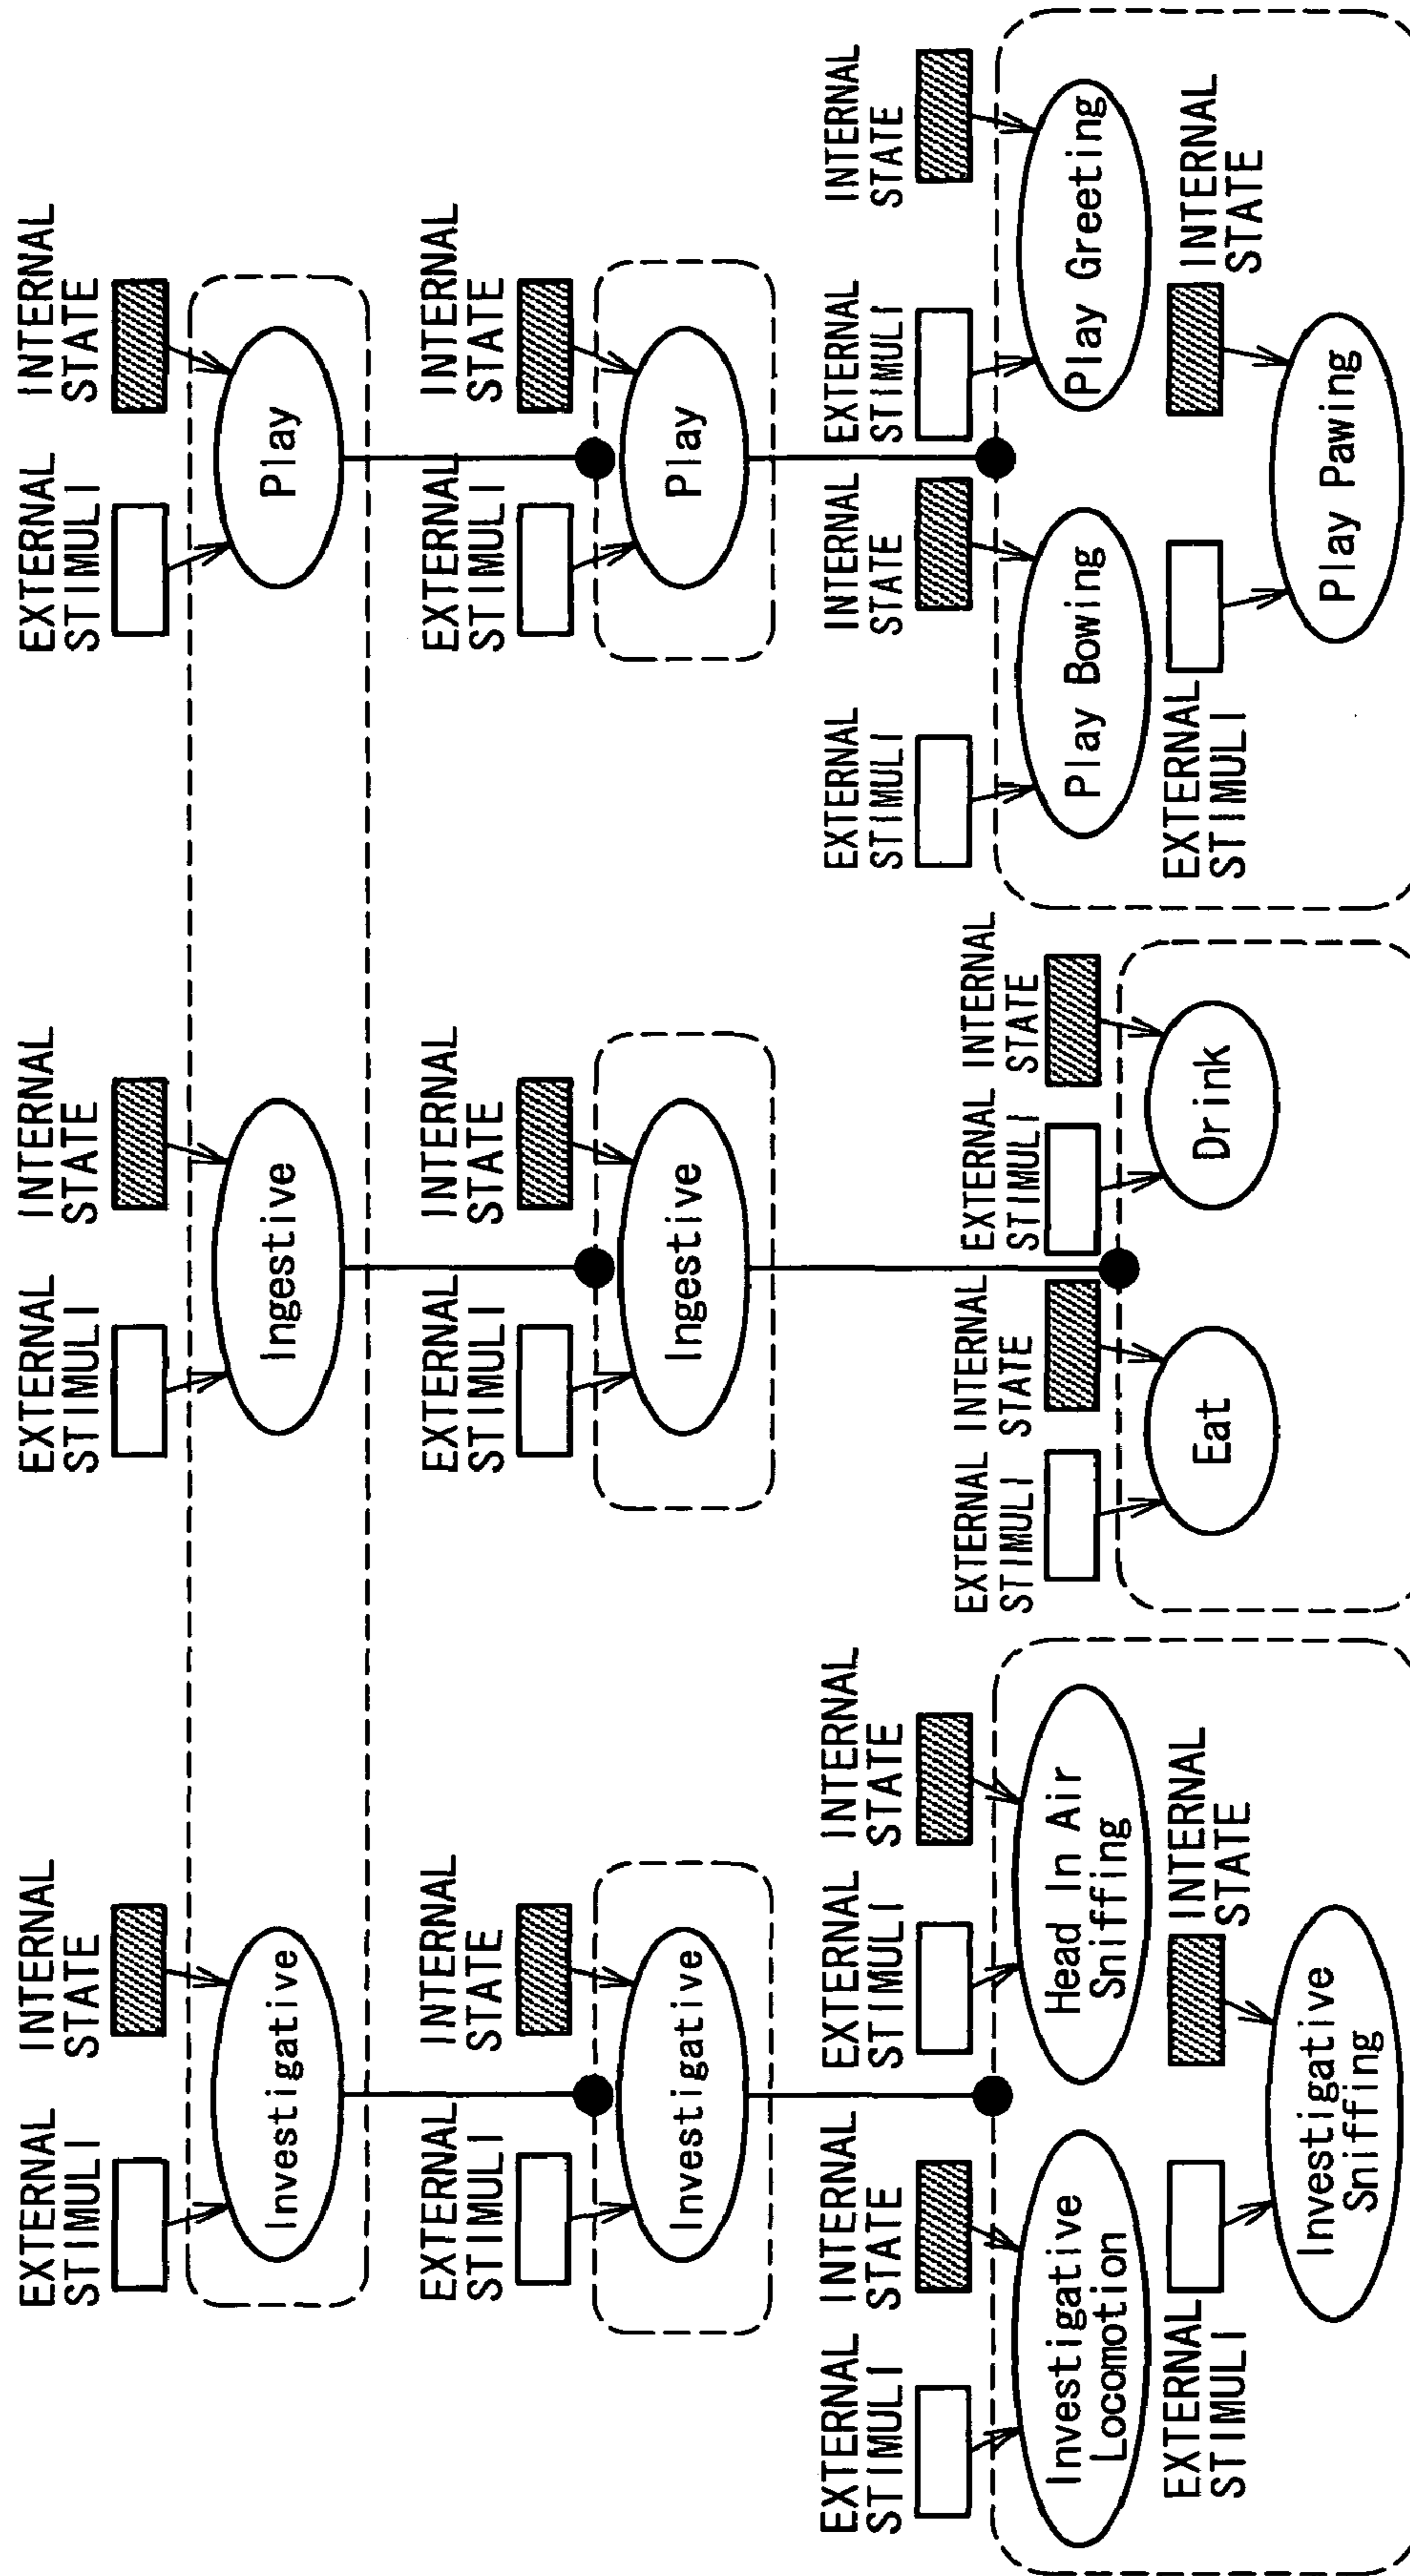 EXTERNAL
STIMULI
INTERNAL
STATE
Investigative
EXTERNAL
STIMULI
INTERNAL
STATE
Ingestive
EXTERNAL
STIMULI
INTERNAL
STATE
Play
EXTERNAL
STIMULI
INTERNAL
STATE
Investigative
EXTERNAL
STIMULI
INTERNAL
STATE
Ingestive
EXTERNAL
STIMULI
INTERNAL
STATE
Play
EXTERNAL
STIMULI
INTERNAL
STATE
Investigative
Locomotion
EXTERNAL
STIMULI
INTERNAL
STATE
Head In Air
Sniffing
EXTERNAL
STIMULI
INTERNAL
STATE
Investigative
Sniffing
EXTERNAL
STIMULI
INTERNAL
STATE
Eat
EXTERNAL
STIMULI
INTERNAL
STATE
Drink
EXTERNAL
STIMULI
INTERNAL
STATE
Play Bowing
EXTERNAL
STIMULI
INTERNAL
STATE
Play Greeting
EXTERNAL
STIMULI
INTERNAL
STATE
Play Pawing